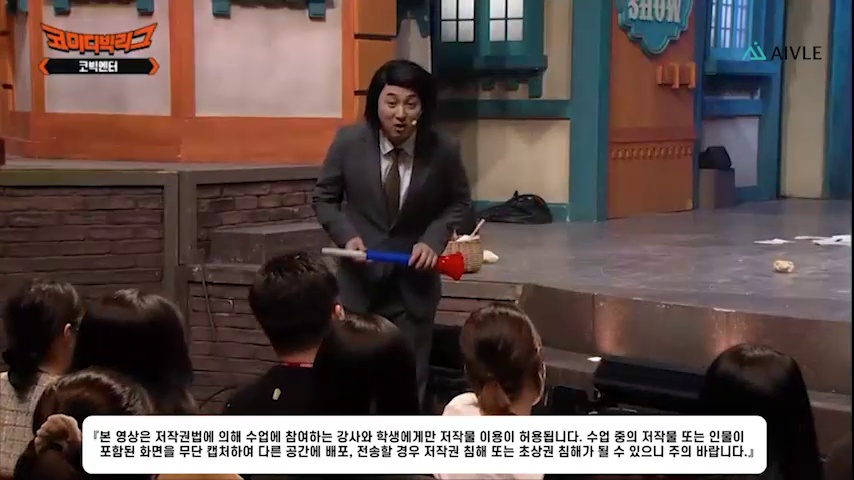 코미디빅리그
코빅엔터
SHOW
AIVLE
『본 영상은 저작권법에 의해 수업에 참여하는 강사와 학생에게만 저작물 이용이 허용됩니다. 수업 중의 저작물 또는 인물이
포함된 화면을 무단 캡처하여 다른 공간에 배포, 전송할 경우 저작권 침해 또는 초상권 침해가 될 수 있으니 주의 바랍니다.』